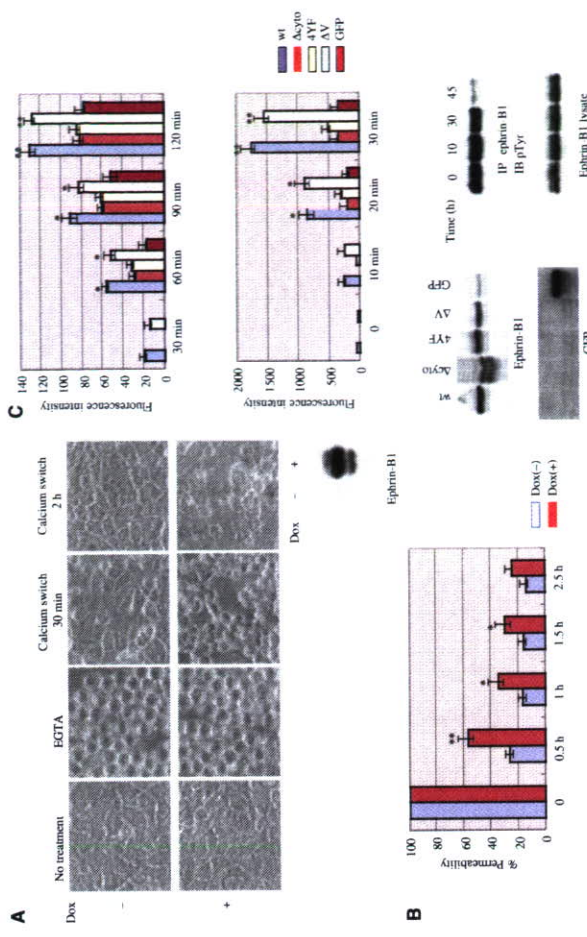 A
No treatment
EGTA
Calcium switch
30 min
Calcium switch
2 h
Dox
−
+
Dox − +
Ephrin-B1
B
% Permeability
100
80
60
40
20
0
**
*
*
0 0.5 h 1 h 1.5 h 2.5 h
Dox(−)
Dox(+)
C
Fluorescence intensity
140
120
100
80
60
40
20
0
30 min 60 min 90 min 120 min
wt
Δcyto
4YF
ΔV
GFP
Fluorescence intensity
2000
1500
1000
500
0
0 10 min 20 min 30 min
wt Δcyto 4YF ΔV GFP
Ephrin-B1
GFP
Time (h) 0 10 30 45
IP ephrin B1
IB pTyr
Ephrin B1 lysate